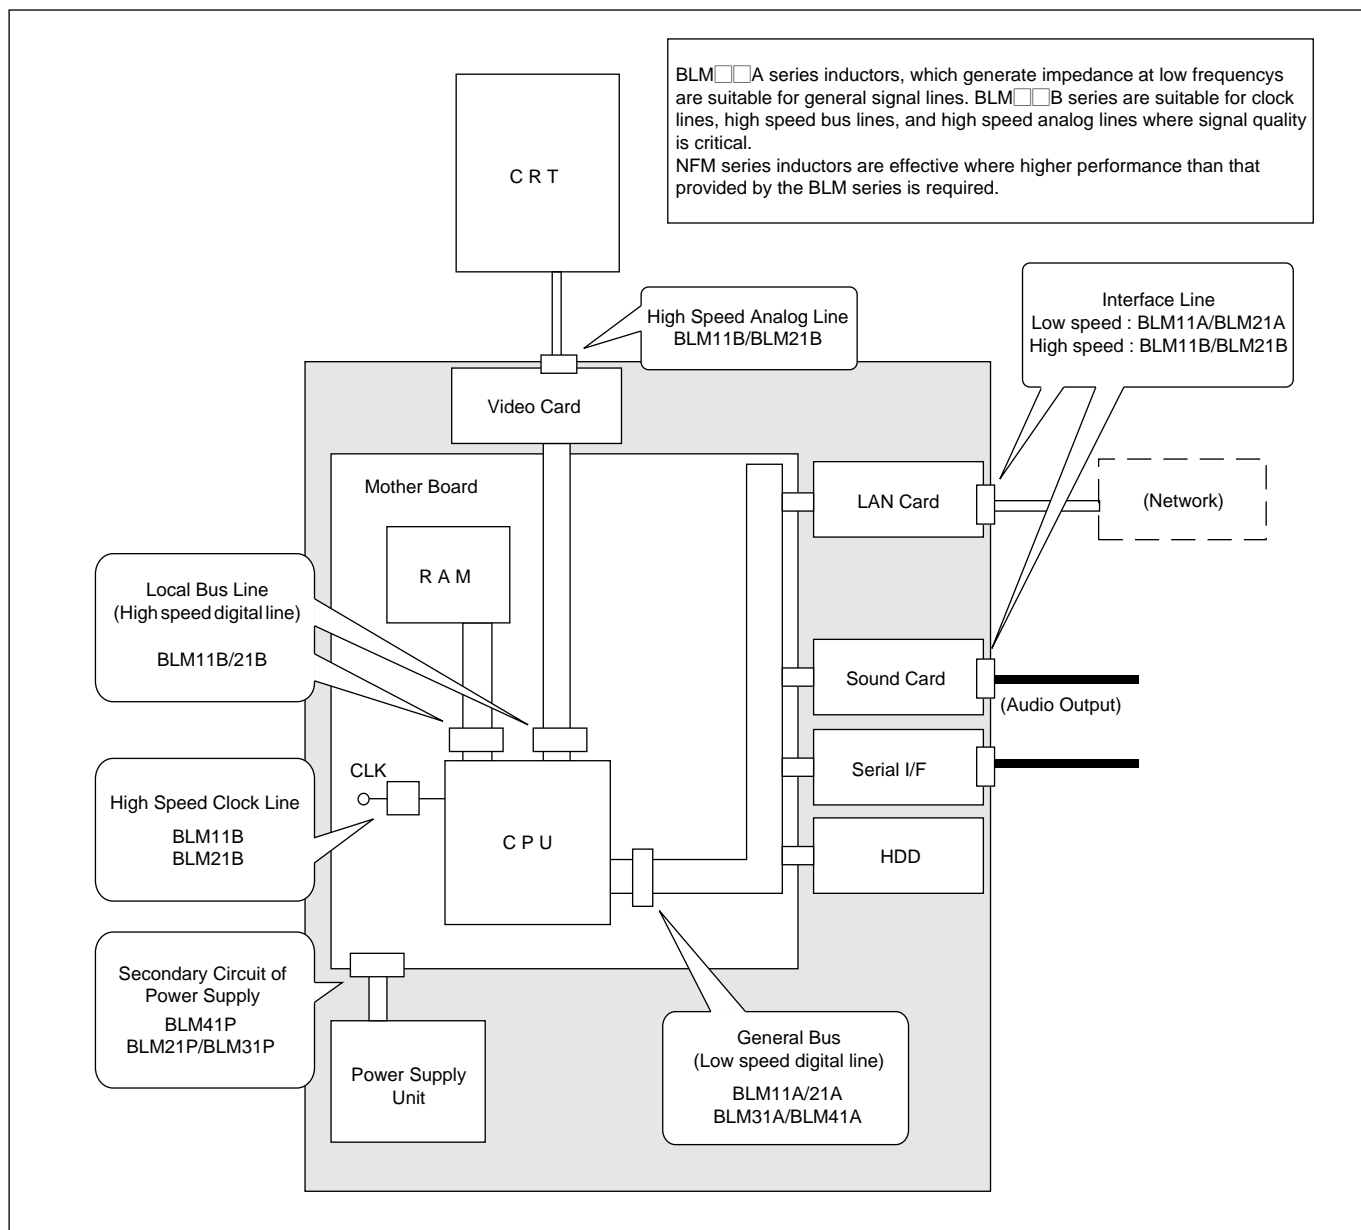 BLM□□A series inductors, which generate impedance at low frequencys
are suitable for general signal lines. BLM□□B series are suitable for clock
lines, high speed bus lines, and high speed analog lines where signal quality
is critical.
NFM series inductors are effective where higher performance than that
provided by the BLM series is required.
C R T
High Speed Analog Line
BLM11B/BLM21B
Interface Line
Low speed : BLM11A/BLM21A
High speed : BLM11B/BLM21B
Video Card
Mother Board
LAN Card
(Network)
R A M
Local Bus Line
(High speed digital line)
BLM11B/21B
Sound Card
(Audio Output)
Serial I/F
CLK
High Speed Clock Line
BLM11B
BLM21B
C P U
HDD
Secondary Circuit of
Power Supply
BLM41P
BLM21P/BLM31P
Power Supply
Unit
General Bus
(Low speed digital line)
BLM11A/21A
BLM31A/BLM41A